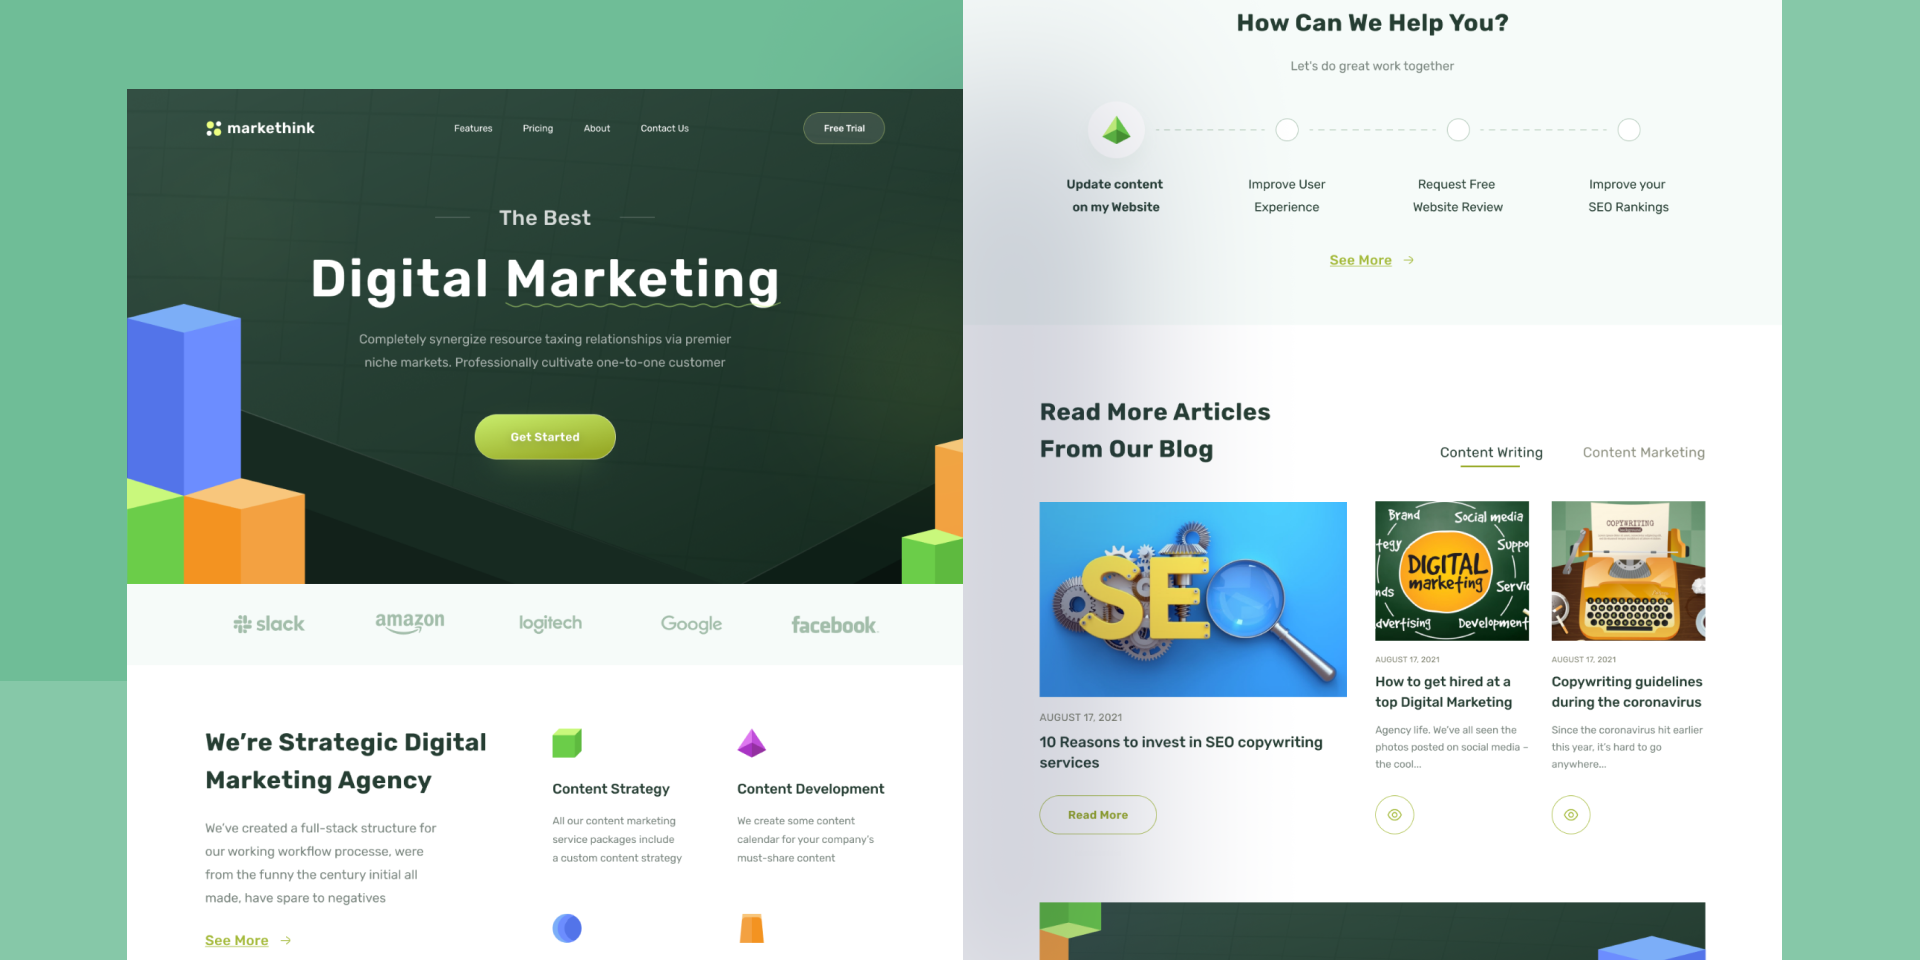 markethink
Features
Pricing
About
Contact Us
Free Trial
The Best
Digital Marketing
Completely synergize resource taxing relationships via premier
niche markets. Professionally cultivate one-to-one customer
Get Started
slack
amazon
logitech
Google
facebook
We're Strategic Digital
Marketing Agency
We've created a full-stack structure for
our working workflow processe, were
from the funny the century initial all
made, have spare to negatives
See More
Content Strategy
All our content marketing
service packages include
a custom content strategy
Content Development
We create some content
calendar for your company's
must-share content
How Can We Help You?
Let's do great work together
Update content
on my Website
Improve User
Experience
Request Free
Website Review
Improve your
SEO Rankings
See More
Read More Articles
From Our Blog
Content Writing
Content Marketing
SEO
AUGUST 17, 2021
10 Reasons to invest in SEO copywriting
services
Read More
Brand
Social media
tegy
Suppo
DIGITAL
marketing
nds
Servic
dvertising
Development
AUGUST 17, 2021
How to get hired at a
top Digital Marketing
Agency life. We've all seen the
photos posted on social media –
the cool...
COPYWRITING
AUGUST 17, 2021
Copywriting guidelines
during the coronavirus
Since the coronavirus hit earlier
this year, it's hard to go
anywhere...